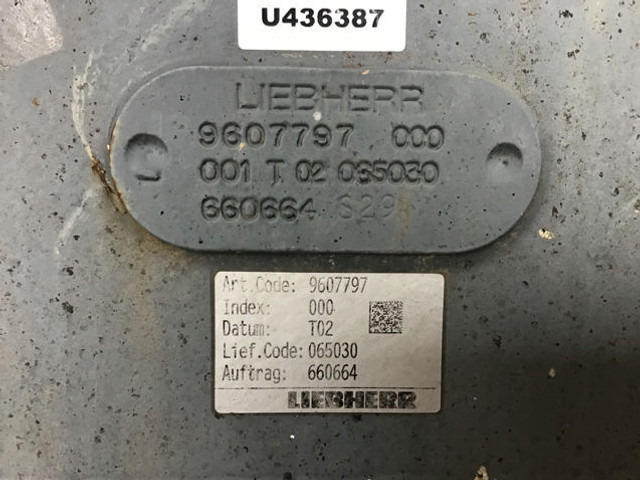 U436387
LIEBHERR
9607797 000
001 T 02 065030
660664 S29
Art.Code: 9607797
Index: 000
Datum: T02
Lief.Code: 065030
Auftrag: 660664
LIEBHERR